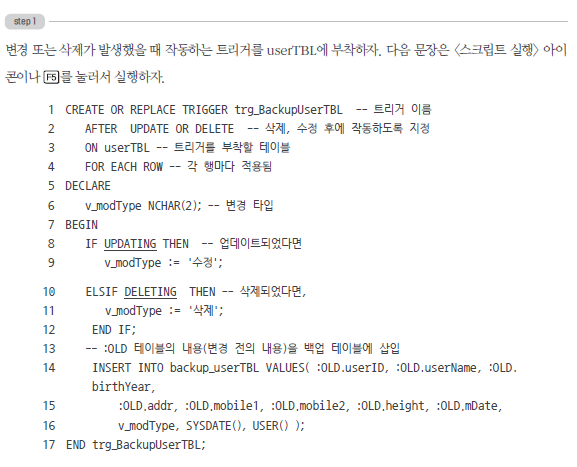 step 1
변경 또는 삭제가 발생했을 때 작동하는 트리거를 userTBL에 부착하자. 다음 문장은 〈스크립트 실행〉 아이
콘이나 F5를 눌러서 실행하자.
1 CREATE OR REPLACE TRIGGER trg_BackupUserTBL -- 트리거 이름
2 AFTER UPDATE OR DELETE -- 삭제, 수정 후에 작동하도록 지정
3 ON userTBL -- 트리거를 부착할 테이블
4 FOR EACH ROW -- 각 행마다 적용됨
5 DECLARE
6 v_modType NCHAR(2); -- 변경 타입
7 BEGIN
8 IF UPDATING THEN -- 업데이트되었다면
9 v_modType := '수정';
10 ELSIF DELETING THEN -- 삭제되었다면,
11 v_modType := '삭제';
12 END IF;
13 -- :OLD 테이블의 내용(변경 전의 내용)을 백업 테이블에 삽입
14 INSERT INTO backup_userTBL VALUES( :OLD.userID, :OLD.userName, :OLD.
birthYear,
15 :OLD.addr, :OLD.mobile1, :OLD.mobile2, :OLD.height, :OLD.mDate,
16 v_modType, SYSDATE(), USER() );
17 END trg_BackupUserTBL;